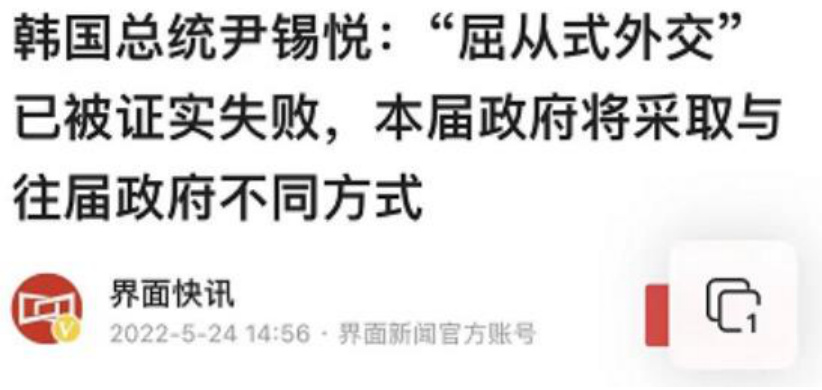 韩国总统尹锡悦：“屈从式外交”
已被证实失败，本届政府将采取与
往届政府不同方式
界面快讯
2022-5-24 14:56 · 界面新闻官方账号
V
1